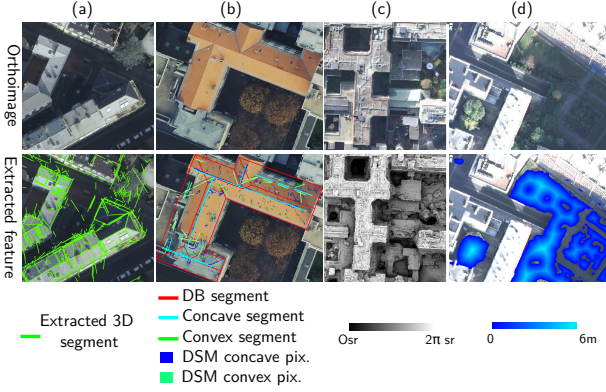 (a) (b) (c) (d)
Orthoimage
Extracted feature
Extracted 3D
segment
DB segment
Concave segment
Convex segment
DSM concave pix.
DSM convex pix.
0sr 2π sr
0 6m